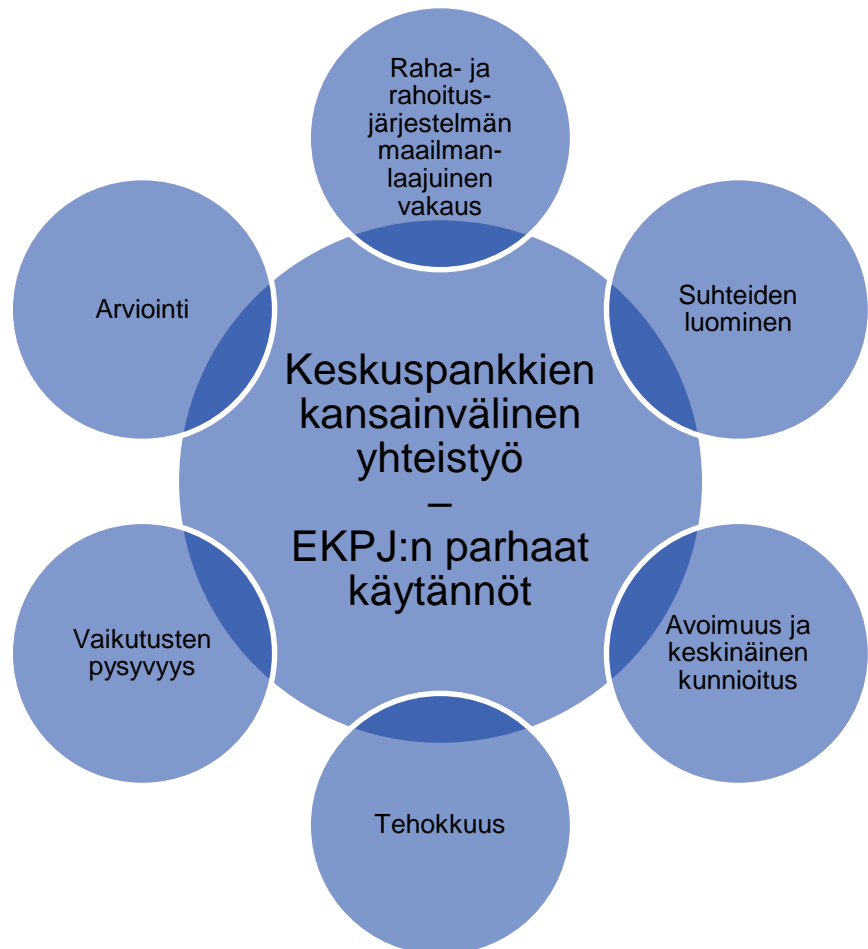 Raha- ja
rahoitus-
järjestelmän
maailman-
laajuinen
vakaus
Suhteiden
luominen
Avoimuus ja
keskinäinen
kunnioitus
Tehokkuus
Vaikutusten
pysyvyys
Arviointi
Keskuspankkien
kansainvälinen
yhteistyö
–
EKPJ:n parhaat
käytännöt